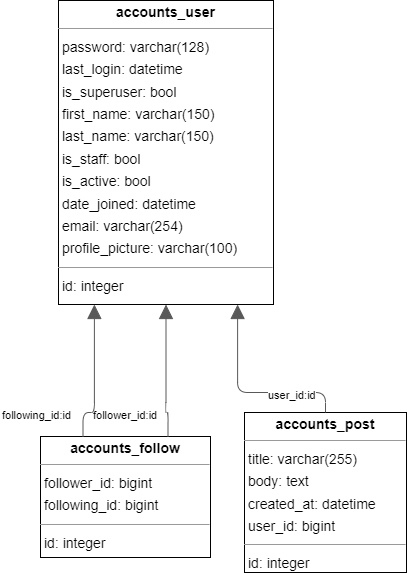 accounts_user
password: varchar(128)
last_login: datetime
is_superuser: bool
first_name: varchar(150)
last_name: varchar(150)
is_staff: bool
is_active: bool
date_joined: datetime
email: varchar(254)
profile_picture: varchar(100)
id: integer
following_id:id
follower_id:id
user_id:id
accounts_follow
follower_id: bigint
following_id: bigint
id: integer
accounts_post
title: varchar(255)
body: text
created_at: datetime
user_id: bigint
id: integer